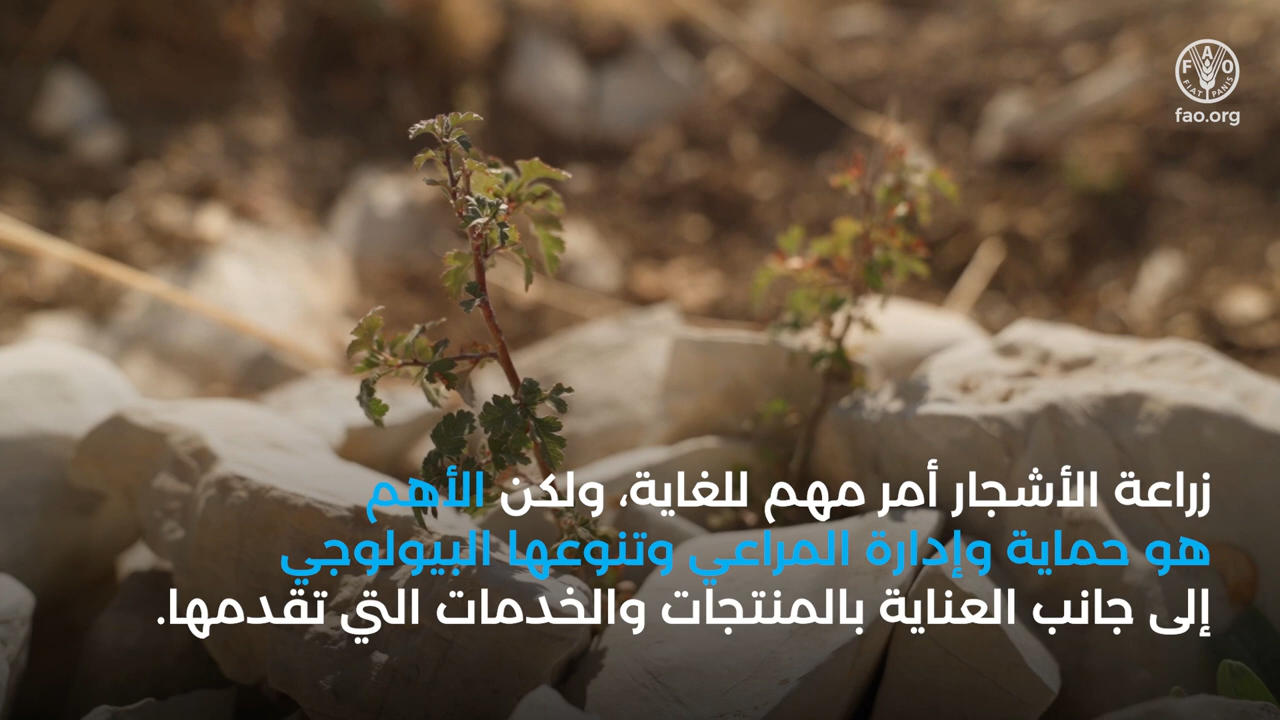 FAO
FIAT PANIS
fao.org
زراعة الأشجار أمر مهم للغاية، ولكن الأهم
هو حماية وإدارة المراعي وتنوعها البيولوجي
إلى جانب العناية بالمنتجات والخدمات التي تقدمها.